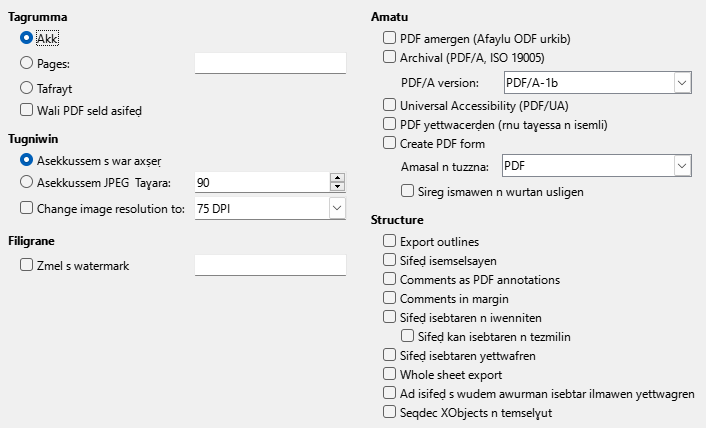 Tagrumma
Akk
Pages:
Tafrayt
Wali PDF seld asifeḍ
Tugniwin
Asekkussem s war axṣeṛ
Asekkussem JPEG Taɣara: 90
Change image resolution to: 75 DPI
Filigrane
Zmel s watermark
Amatu
PDF amergen (Afaylu ODF urkib)
Archival (PDF/A, ISO 19005)
PDF/A version: PDF/A-1b
Universal Accessibility (PDF/UA)
PDF yettwacerḍen (rnu taɣessa n isemli)
Create PDF form
Amasal n tuzzna: PDF
Sireg ismawen n wurtan usligen
Structure
Export outlines
Sifeḍ isemselsayen
Comments as PDF annotations
Comments in margin
Sifeḍ isebtaren n iwenniten
Sifeḍ kan isebtaren n tezmilin
Sifeḍ isebtaren yettwafren
Whole sheet export
Ad isifeḍ s wudem awurman isebtar ilmawen yettwagren
Seqdec XObjects n temselɣut